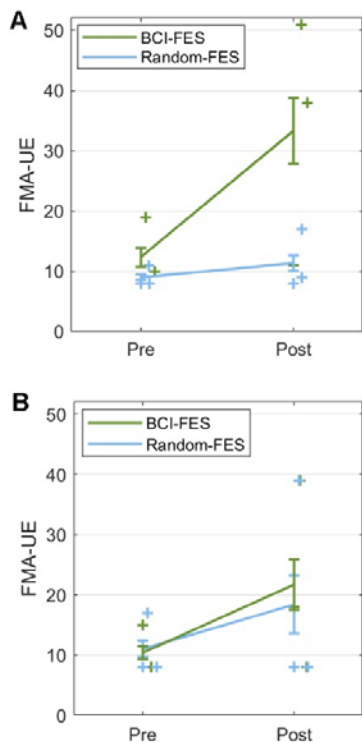 A
50
BCI-FES
Random-FES
40
30
20
10
0
FMA-UE
Pre
Post
B
50
BCI-FES
Random-FES
40
30
20
10
0
FMA-UE
Pre
Post